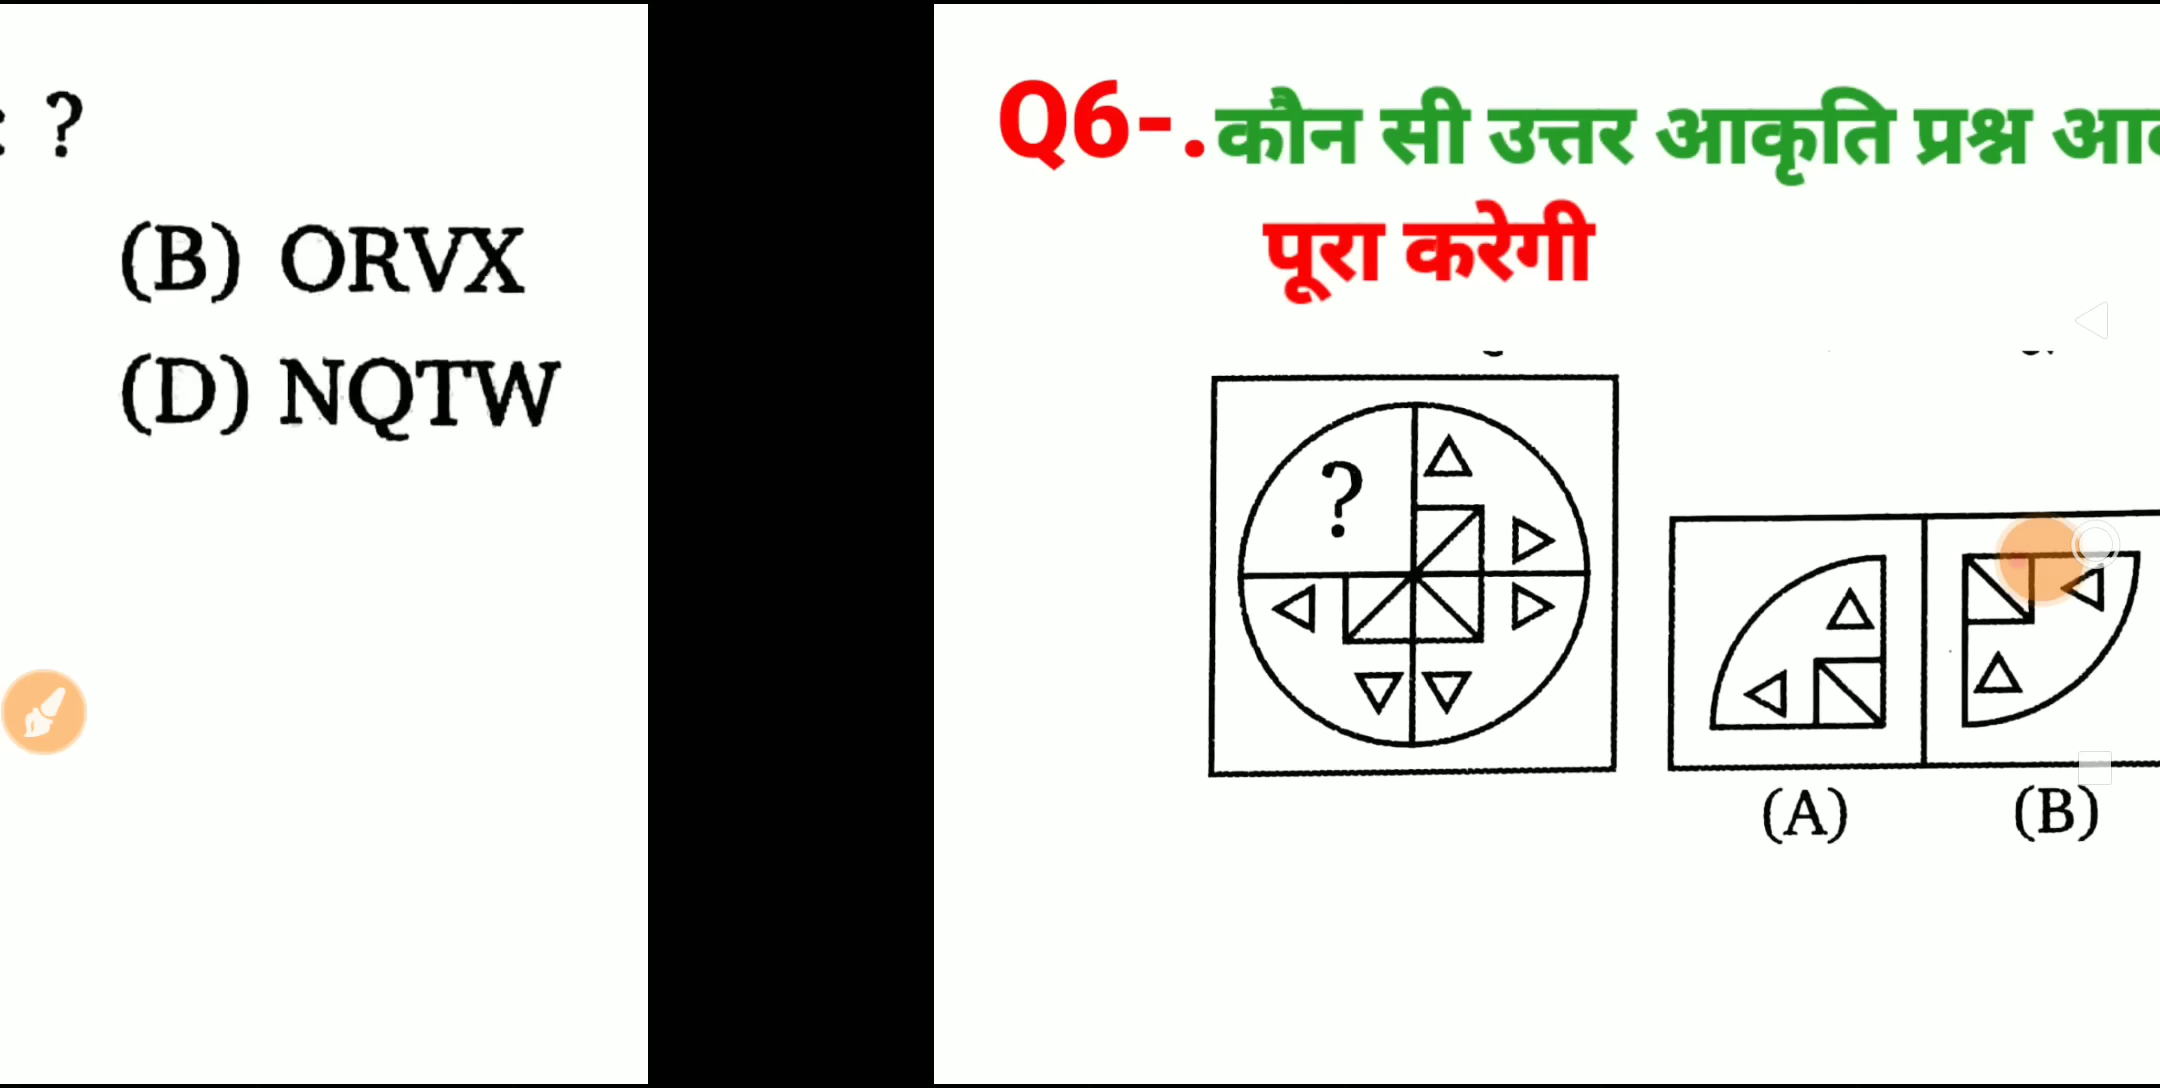 : ?
(B) ORVX
(D) NQTW
Q6-.कौन सी उत्तर आकृति प्रश्न
पूरा करेगी
?
(A)
(B)